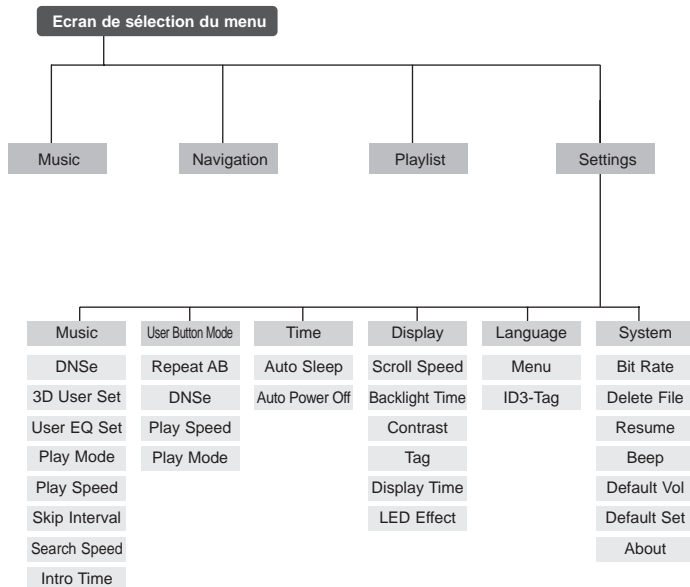 Ecran de sélection du menu
Music
Navigation
Playlist
Settings
Music
User Button Mode
Time
Display
Language
System
DNSe
Repeat AB
Auto Sleep
Scroll Speed
Menu
Bit Rate
3D User Set
DNSe
Auto Power Off
Backlight Time
ID3-Tag
Delete File
User EQ Set
Play Speed
Contrast
Resume
Play Mode
Play Mode
Tag
Beep
Play Speed
Display Time
Default Vol
Skip Interval
LED Effect
Default Set
Search Speed
About
Intro Time